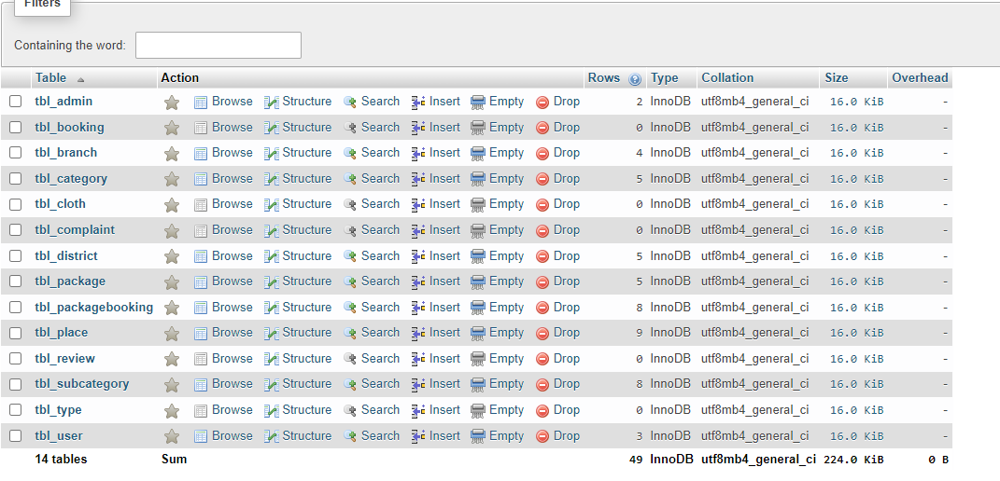 Filters
Containing the word:
Table Action Rows Type Collation Size Overhead
tbl_admin Browse Structure Search Insert Empty Drop 2 InnoDB utf8mb4_general_ci 16.0 KiB -
tbl_booking Browse Structure Search Insert Empty Drop 0 InnoDB utf8mb4_general_ci 16.0 KiB -
tbl_branch Browse Structure Search Insert Empty Drop 4 InnoDB utf8mb4_general_ci 16.0 KiB -
tbl_category Browse Structure Search Insert Empty Drop 5 InnoDB utf8mb4_general_ci 16.0 KiB -
tbl_cloth Browse Structure Search Insert Empty Drop 0 InnoDB utf8mb4_general_ci 16.0 KiB -
tbl_complaint Browse Structure Search Insert Empty Drop 0 InnoDB utf8mb4_general_ci 16.0 KiB -
tbl_district Browse Structure Search Insert Empty Drop 5 InnoDB utf8mb4_general_ci 16.0 KiB -
tbl_package Browse Structure Search Insert Empty Drop 5 InnoDB utf8mb4_general_ci 16.0 KiB -
tbl_packagebooking Browse Structure Search Insert Empty Drop 8 InnoDB utf8mb4_general_ci 16.0 KiB -
tbl_place Browse Structure Search Insert Empty Drop 9 InnoDB utf8mb4_general_ci 16.0 KiB -
tbl_review Browse Structure Search Insert Empty Drop 0 InnoDB utf8mb4_general_ci 16.0 KiB -
tbl_subcategory Browse Structure Search Insert Empty Drop 8 InnoDB utf8mb4_general_ci 16.0 KiB -
tbl_type Browse Structure Search Insert Empty Drop 0 InnoDB utf8mb4_general_ci 16.0 KiB -
tbl_user Browse Structure Search Insert Empty Drop 3 InnoDB utf8mb4_general_ci 16.0 KiB -
14 tables Sum 49 InnoDB utf8mb4_general_ci 224.0 KiB 0 B